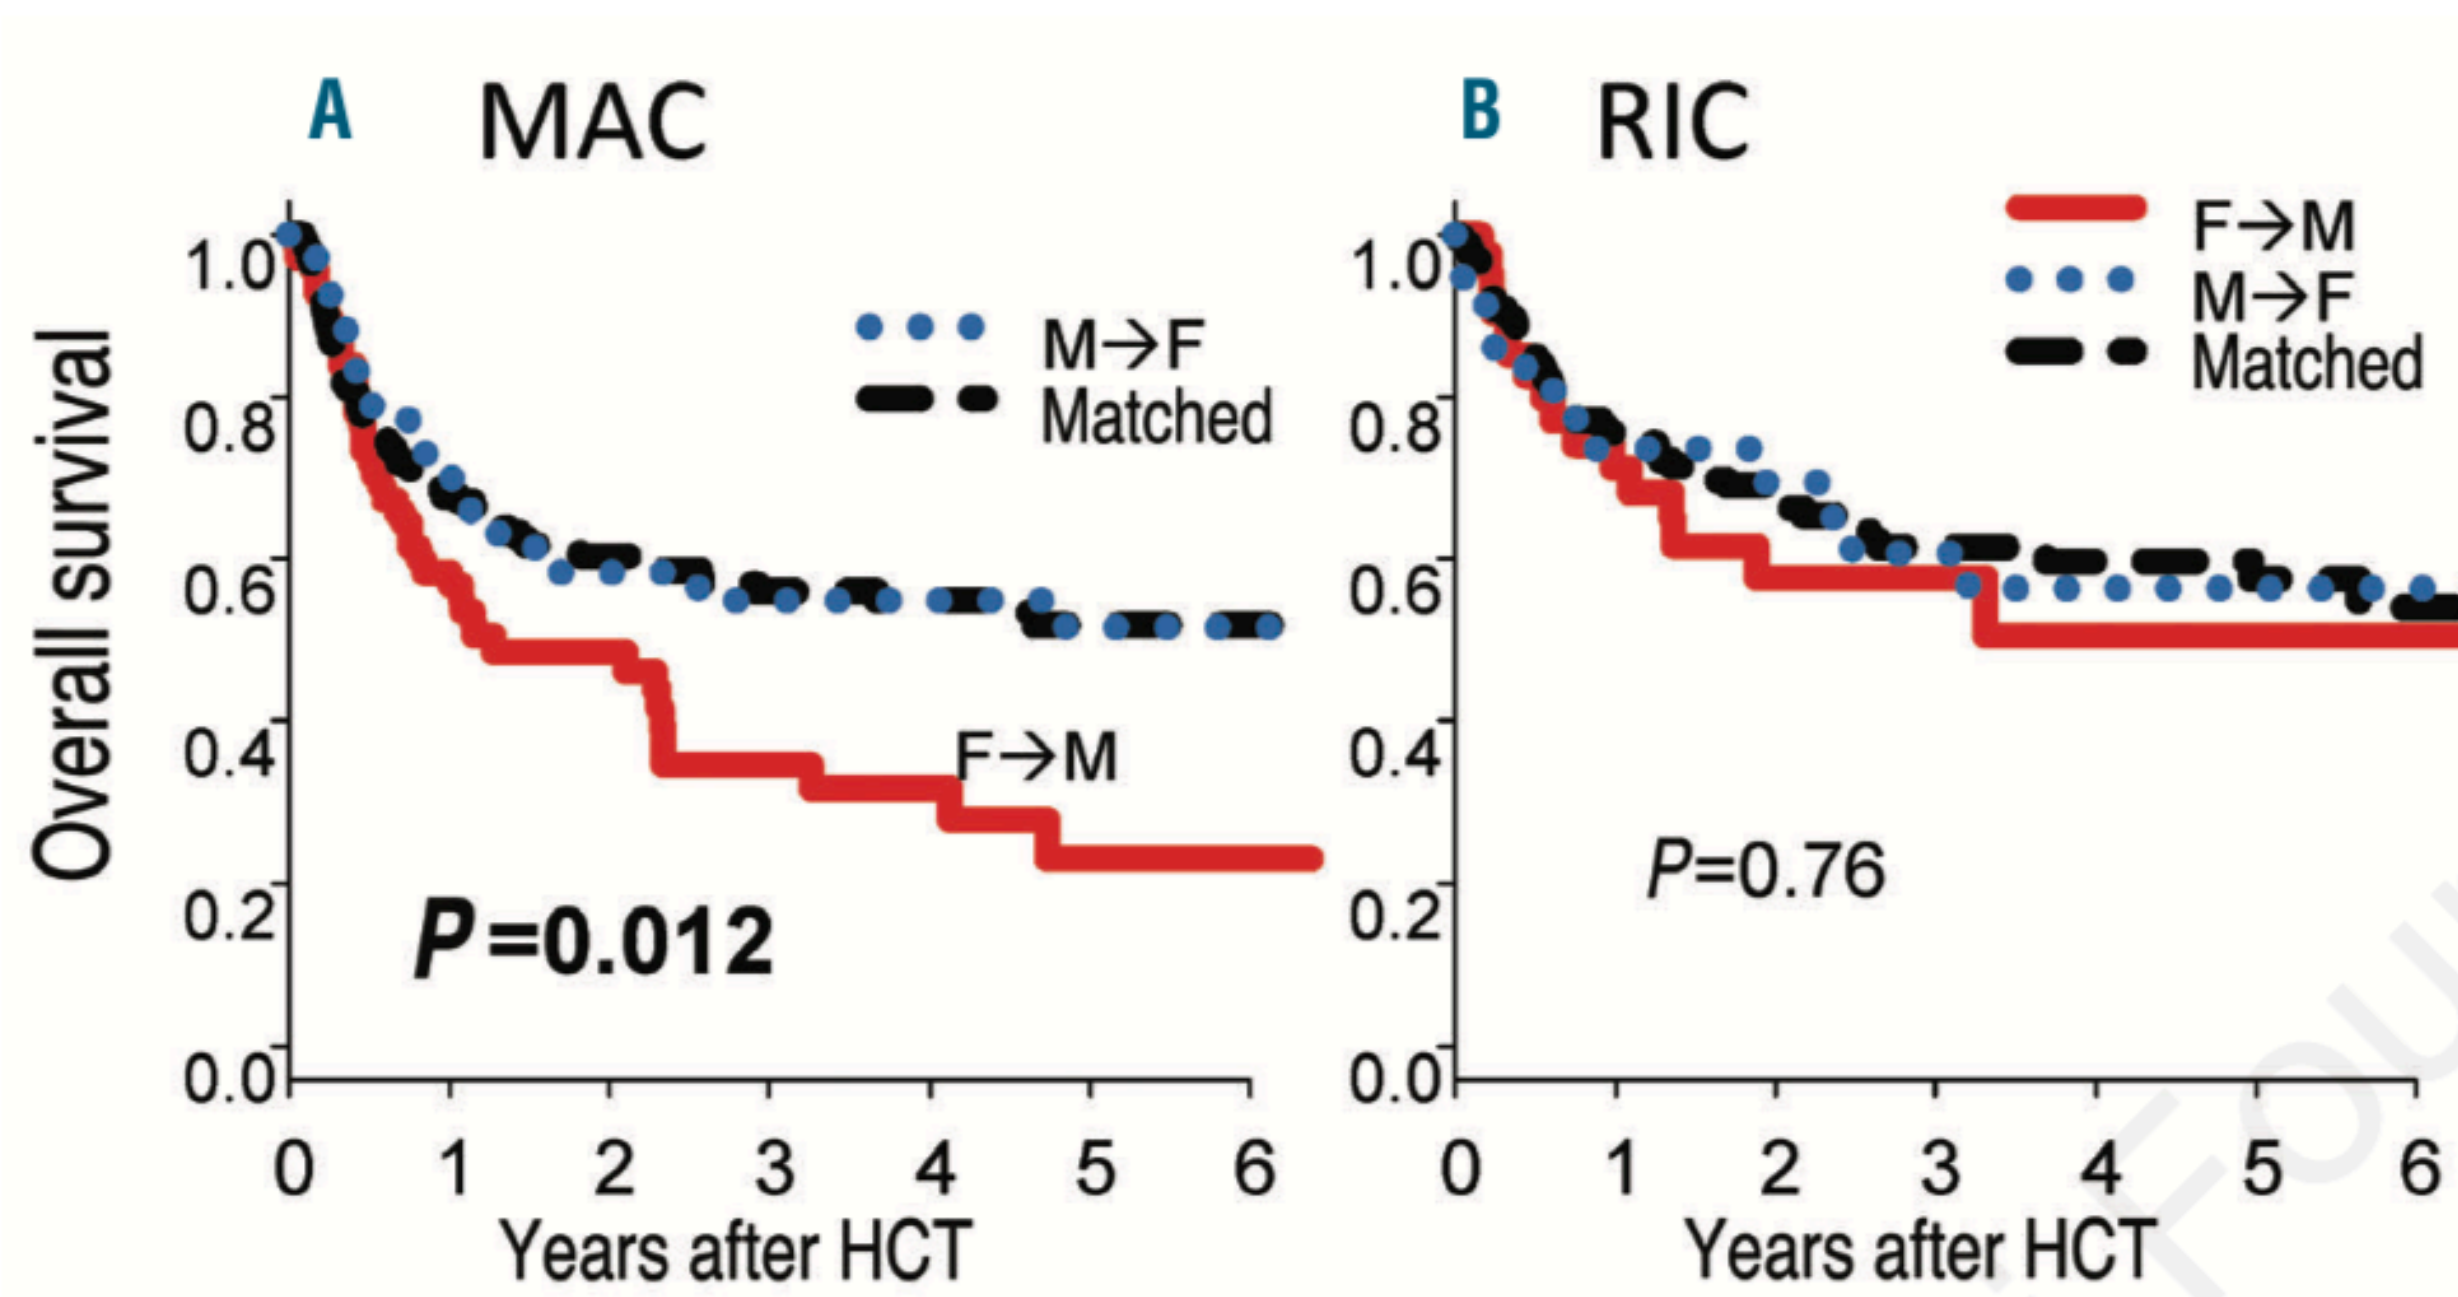 A MAC
M→F
Matched
F→M
P=0.012
Overall survival
1.0
0.8
0.6
0.4
0.2
0.0
0 1 2 3 4 5 6
Years after HCT
B RIC
F→M
M→F
Matched
P=0.76
1.0
0.8
0.6
0.4
0.2
0.0
0 1 2 3 4 5 6
Years after HCT